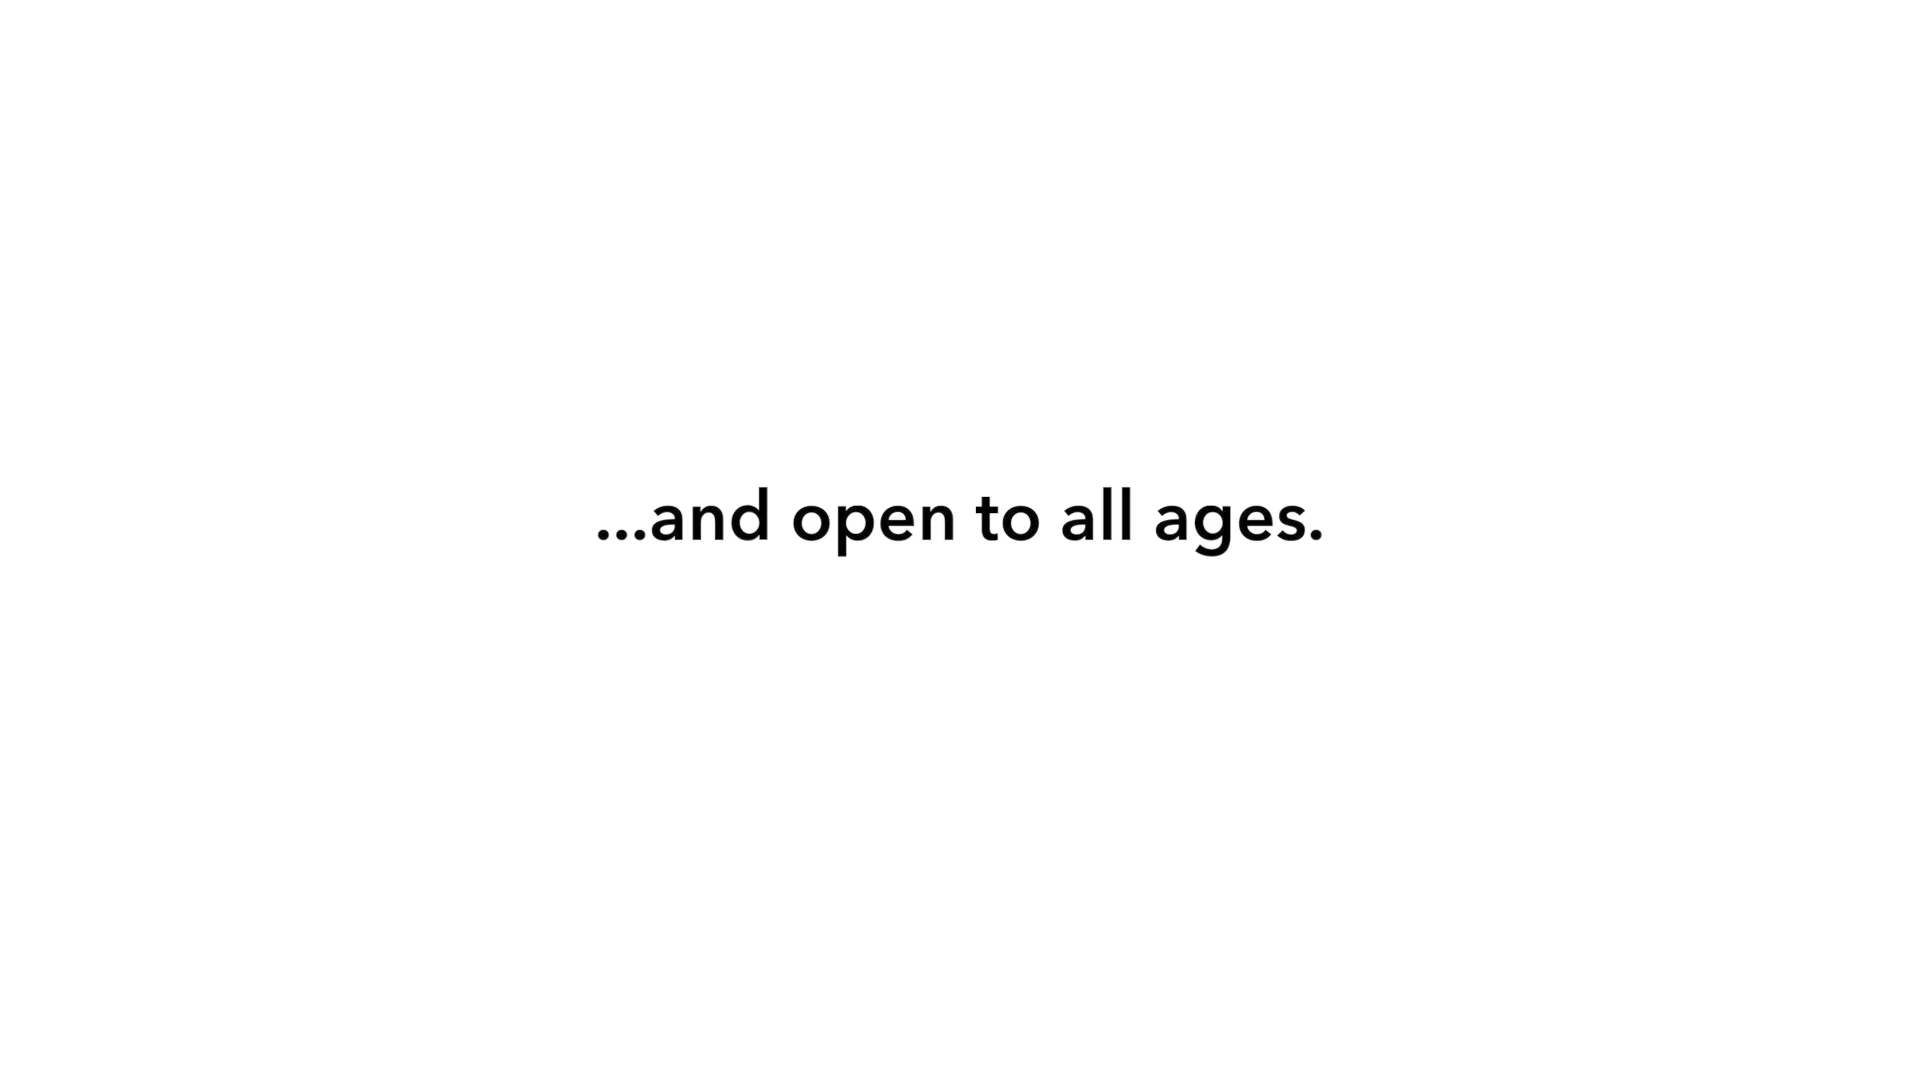 ...and open to all ages.